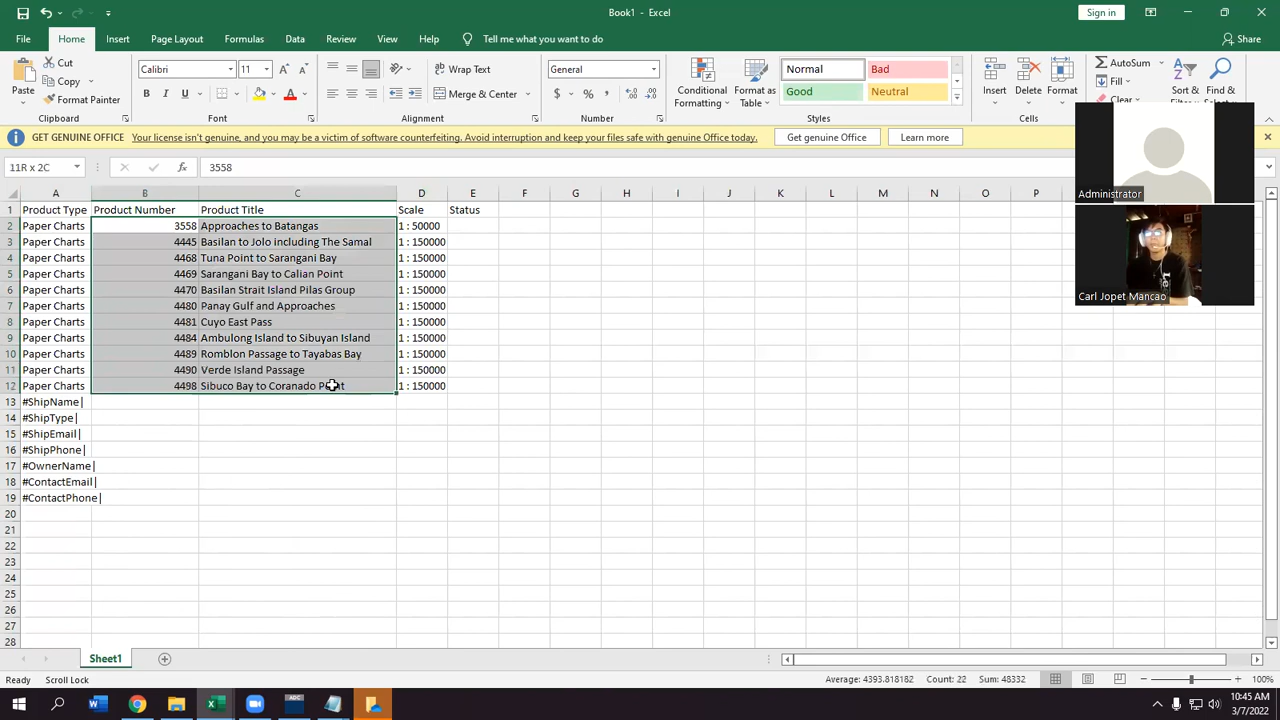 Book1 - Excel
Sign in
File Home Insert Page Layout Formulas Data Review View Help Tell me what you want to do Share
Paste Cut Copy Format Painter
Clipboard
Calibri 11
B I U A
Font
Wrap Text
Merge & Center
Alignment
General
$ % ,
Number
Conditional Formatting
Format as Table
Normal Bad
Good Neutral
Styles
Insert Delete Format
Cells
AutoSum
Fill
Clear
Sort &
Find &
GET GENUINE OFFICE Your license isn't genuine, and you may be a victim of software counterfeiting. Avoid interruption and keep your files safe with genuine Office today. Get genuine Office Learn more
11R x 2C fx 3558
A B C D E F G H I J K L M N O P
1 Product Type Product Number Product Title Scale Status
2 Paper Charts 3558 Approaches to Batangas 1 : 50000
3 Paper Charts 4445 Basilan to Jolo including The Samal 1 : 150000
4 Paper Charts 4468 Tuna Point to Sarangani Bay 1 : 150000
5 Paper Charts 4469 Sarangani Bay to Calian Point 1 : 150000
6 Paper Charts 4470 Basilan Strait Island Pilas Group 1 : 150000
7 Paper Charts 4480 Panay Gulf and Approaches 1 : 150000
8 Paper Charts 4481 Cuyo East Pass 1 : 150000
9 Paper Charts 4484 Ambulong Island to Sibuyan Island 1 : 150000
10 Paper Charts 4489 Romblon Passage to Tayabas Bay 1 : 150000
11 Paper Charts 4490 Verde Island Passage 1 : 150000
12 Paper Charts 4498 Sibuco Bay to Coranado Point 1 : 150000
13 #ShipName|
14 #ShipType|
15 #ShipEmail|
16 #ShipPhone|
17 #OwnerName|
18 #ContactEmail|
19 #ContactPhone|
20
21
22
23
24
25
26
27
28
Administrator
Carl Jopet Mancao
Sheet1
Ready Scroll Lock Average: 4393.818182 Count: 22 Sum: 48332 100%
10:45 AM
3/7/2022